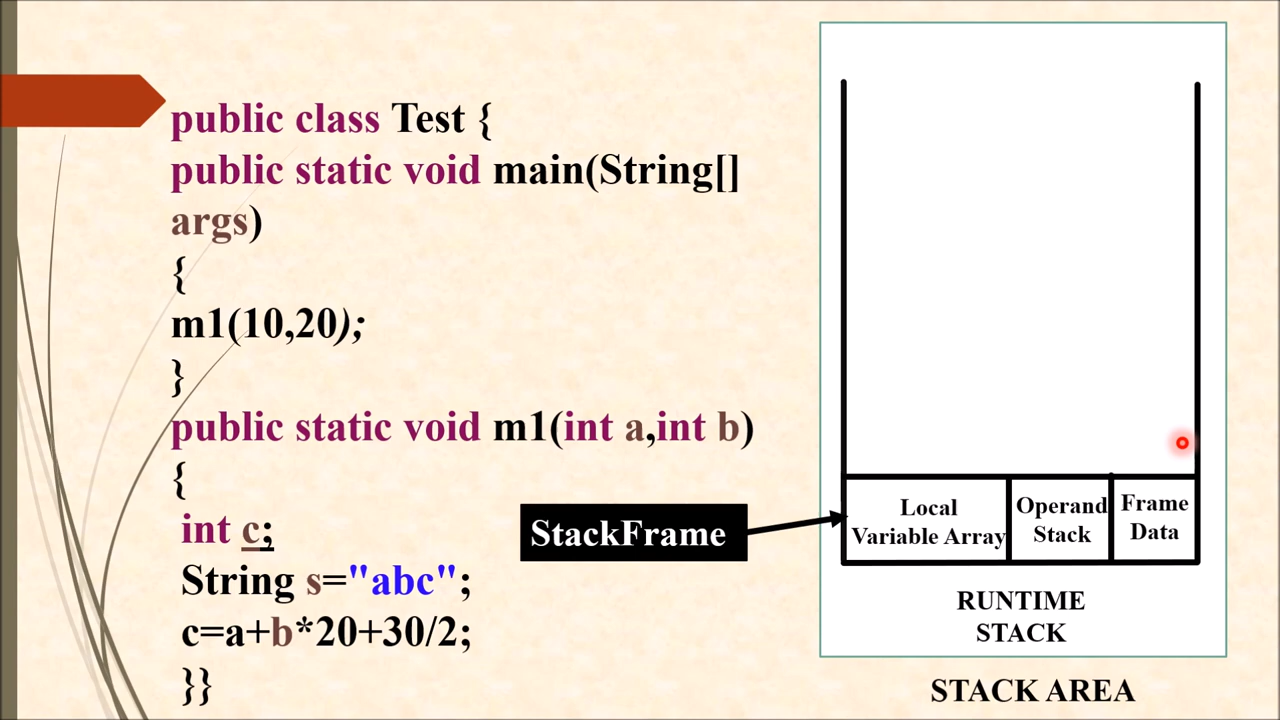 public class Test {
public static void main(String[]
args)
{
m1(10,20);
}
public static void m1(int a,int b)
{
int c;
String s="abc";
c=a+b*20+30/2;
}}
StackFrame
Local
Variable Array
Operand
Stack
Frame
Data
RUNTIME
STACK
STACK AREA